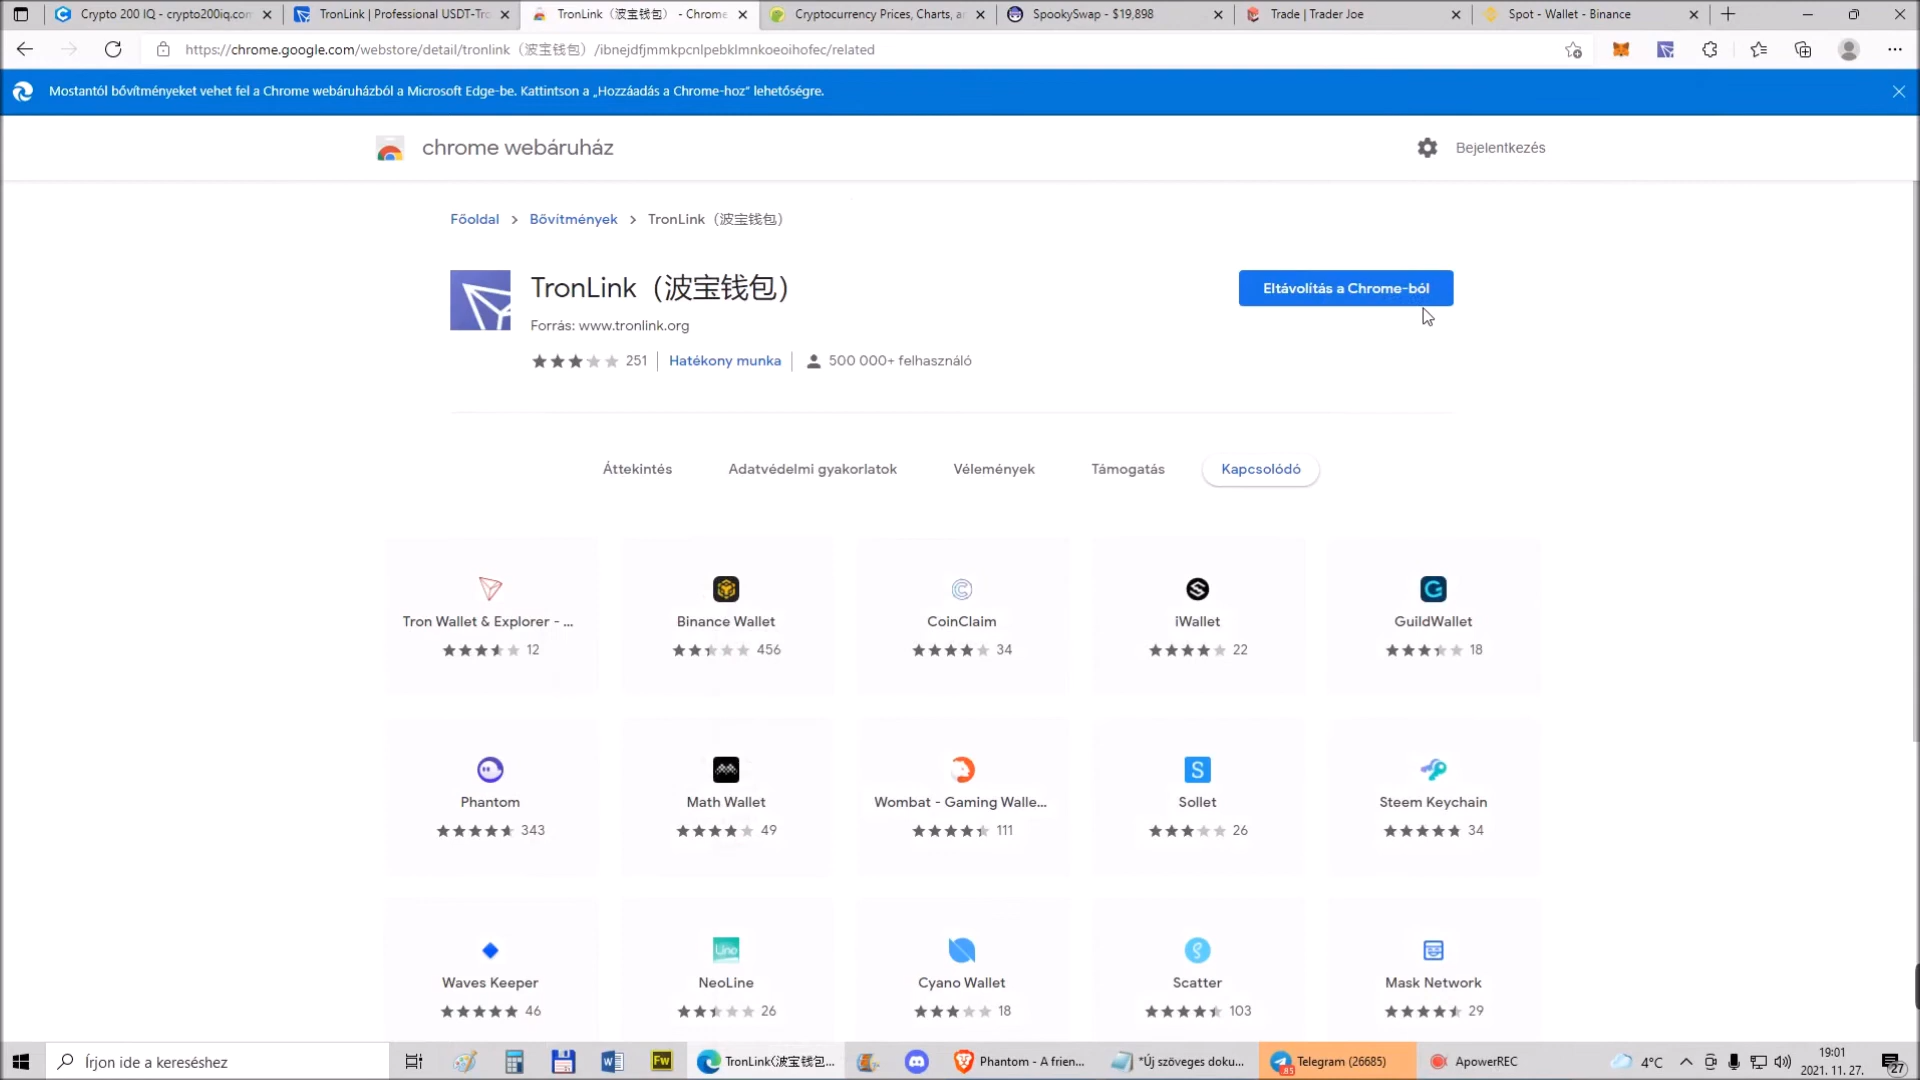 Crypto 200 IQ - crypto200iq.com
TronLink | Professional USDT-Tro
TronLink（波宝钱包） - Chrome
Cryptocurrency Prices, Charts, a
SpookySwap - $19,898
Trade | Trader Joe
Spot - Wallet - Binance
https://chrome.google.com/webstore/detail/tronlink（波宝钱包）/ibnejdfjmmkpcnlpebklmnkoeoihofec/related
Mostantól bővítményeket vehet fel a Chrome webáruházból a Microsoft Edge-be. Kattintson a „Hozzáadás a Chrome-hoz” lehetőségre.
chrome webáruház
Bejelentkezés
Főoldal > Bővítmények > TronLink（波宝钱包）
TronLink（波宝钱包）
Eltávolítás a Chrome-ból
Forrás: www.tronlink.org
251
Hatékony munka
500 000+ felhasználó
Áttekintés
Adatvédelmi gyakorlatok
Vélemények
Támogatás
Kapcsolódó
Tron Wallet & Explorer - ...
12
Binance Wallet
456
CoinClaim
34
iWallet
22
GuildWallet
18
Phantom
343
Math Wallet
49
Wombat - Gaming Walle...
111
Sollet
26
Steem Keychain
34
Waves Keeper
46
Line
NeoLine
26
Cyano Wallet
18
Scatter
103
Mask Network
29
Írjon ide a kereséshez
Fw
TronLink（波宝钱包...
Phantom - A frien...
*Új szöveges doku...
Telegram (26685)
ApowerREC
4°C
19:01
2021. 11. 27.
27